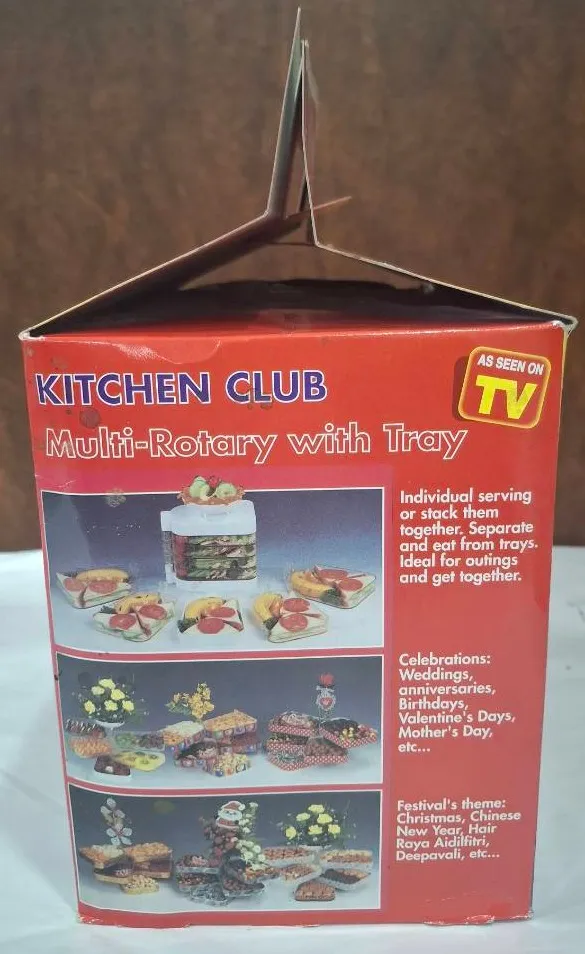 KITCHEN CLUB
AS SEEN ON
TV
Multi-Rotary with Tray
Individual serving
or stack them
together. Separate
and eat from trays.
Ideal for outings
and get together.
Celebrations:
Weddings,
anniversaries,
Birthdays,
Valentine's Days,
Mother's Day,
etc...
Festival's theme:
Christmas, Chinese
New Year, Hair
Raya Aidilfitri,
Deepavali, etc...